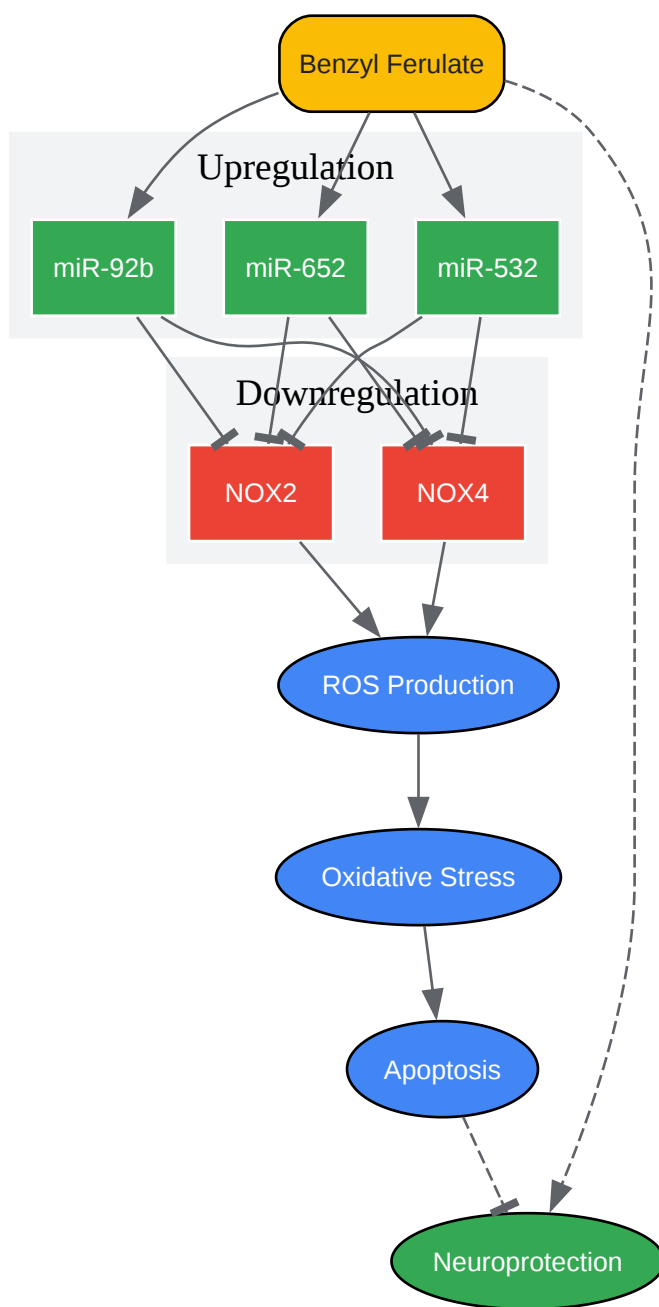 Benzyl Ferulate
Upregulation
miR-92b
miR-652
miR-532
Downregulation
NOX2
NOX4
ROS Production
Oxidative Stress
Apoptosis
Neuroprotection